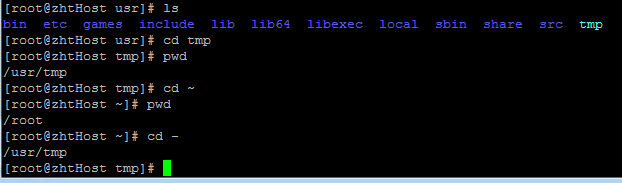 [root@zhtHost usr]# ls
bin etc games include lib lib64 libexec local sbin share src tmp
[root@zhtHost usr]# cd tmp
[root@zhtHost tmp]# pwd
/usr/tmp
[root@zhtHost tmp]# cd ~
[root@zhtHost ~]# pwd
/root
[root@zhtHost ~]# cd -
/usr/tmp
[root@zhtHost tmp]#